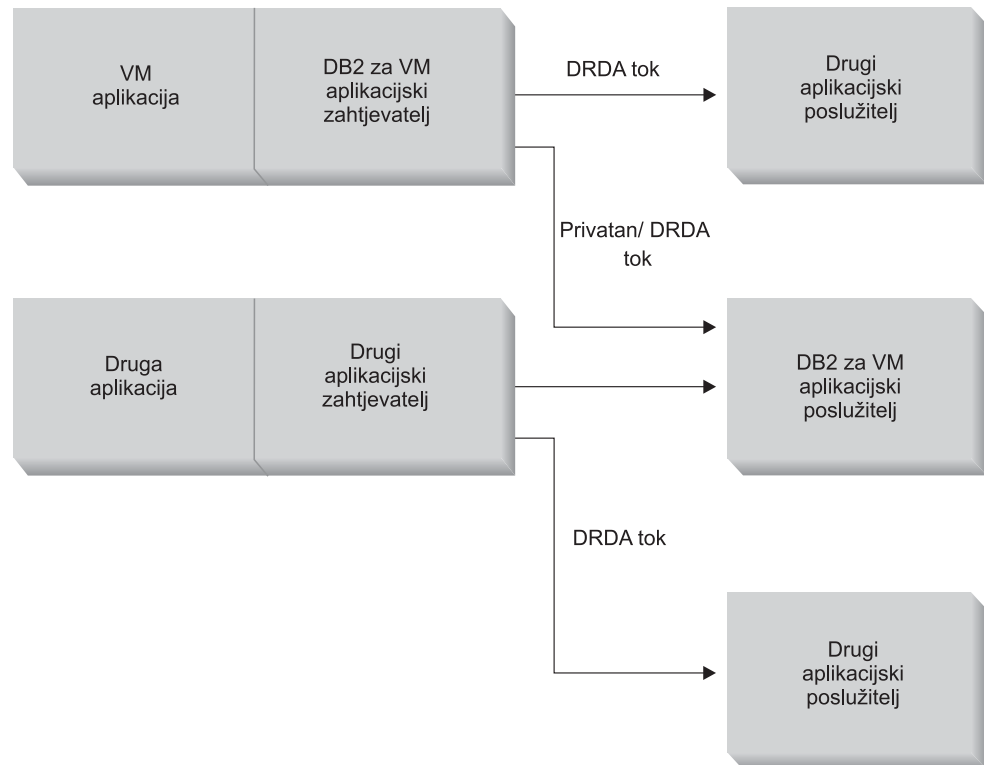 VM
aplikacija
DB2 za VM
aplikacijski
zahtjevatelj
DRDA tok
Drugi
aplikacijski
poslužitelj
Privatan/ DRDA
tok
Druga
aplikacija
Drugi
aplikacijski
zahtjevatelj
DB2 za VM
aplikacijski
poslužitelj
DRDA tok
Drugi
aplikacijski
poslužitelj